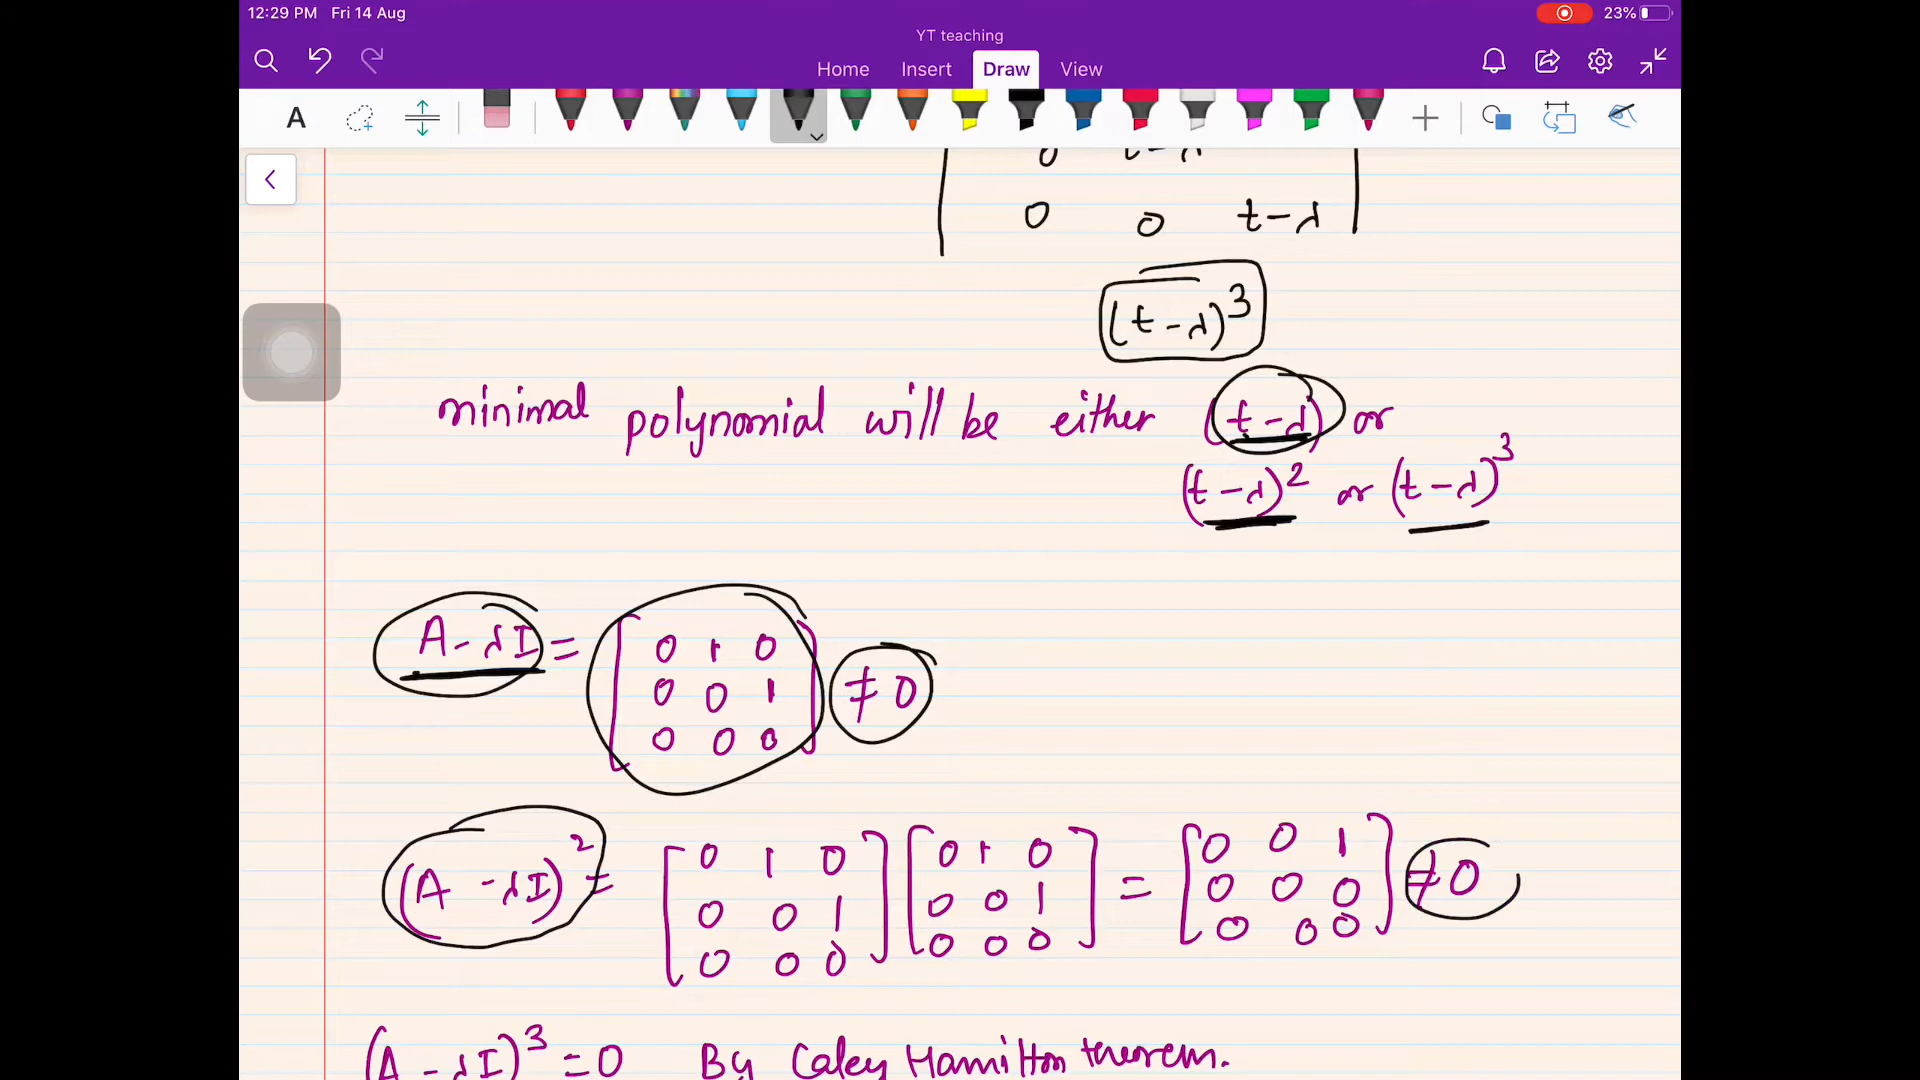 12:29 PM Fri 14 Aug
23%
YT teaching
Home Insert Draw View
A
0 t-λ
0 0 t-λ
(t-λ)³
minimal polynomial will be either (t-λ) or
(t-λ)² or (t-λ)³
A-λI = [ 0 1 0
0 0 1
0 0 0 ] ≠ 0
(A-λI)² = [ 0 1 0 [ 0 1 0 [ 0 0 1
0 0 1 0 0 1 = 0 0 0 ≠ 0
0 0 0 ] 0 0 0 ] 0 0 0 ]
(A-λI)³ = 0 By Caley Hamilton theorem.